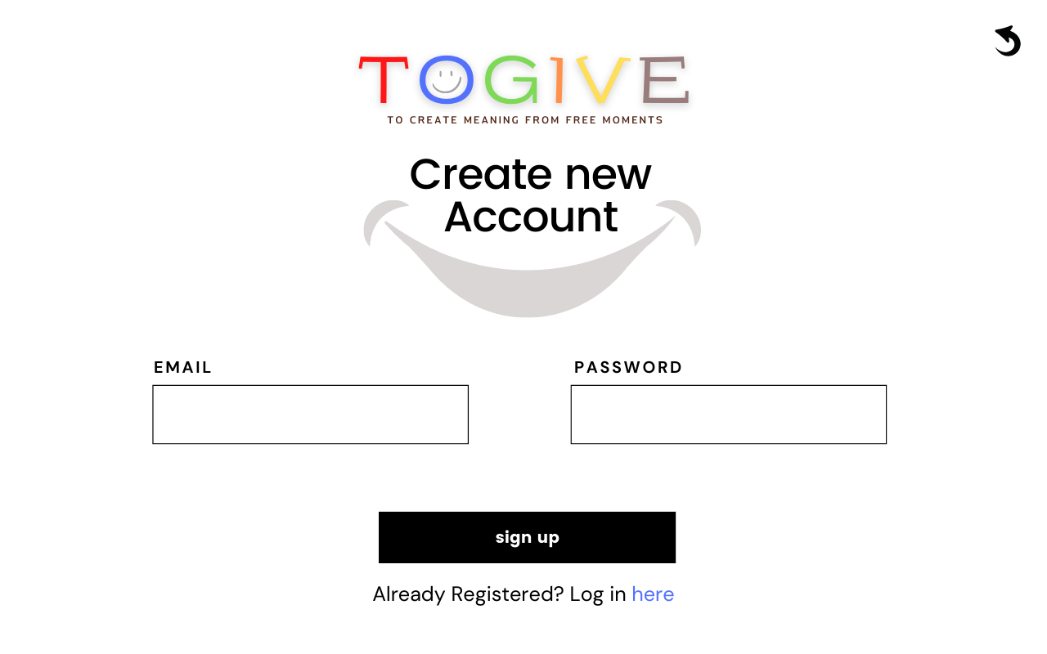 TOGIVE
TO CREATE MEANING FROM FREE MOMENTS
Create new
Account
EMAIL
PASSWORD
sign up
Already Registered? Log in here